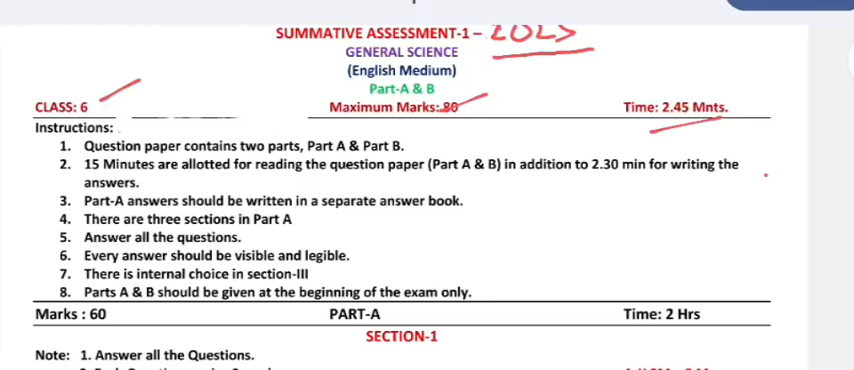 SUMMATIVE ASSESSMENT-1 – 2025
GENERAL SCIENCE
(English Medium)
Part-A & B
CLASS: 6 Maximum Marks: 80 Time: 2.45 Mnts.
Instructions:
1. Question paper contains two parts, Part A & Part B.
2. 15 Minutes are allotted for reading the question paper (Part A & B) in addition to 2.30 min for writing the
answers.
3. Part-A answers should be written in a separate answer book.
4. There are three sections in Part A
5. Answer all the questions.
6. Every answer should be visible and legible.
7. There is internal choice in section-III
8. Parts A & B should be given at the beginning of the exam only.
Marks : 60 PART-A Time: 2 Hrs
SECTION-1
Note: 1. Answer all the Questions.